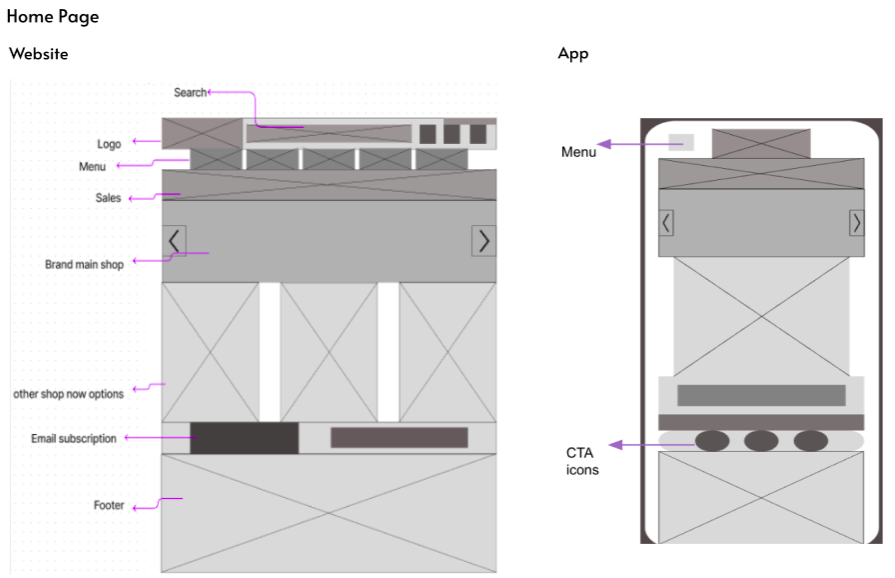 Home Page
Website
App
Search
Logo
Menu
Sales
Brand main shop
other shop now options
Email subscription
Footer
Menu
CTA
icons